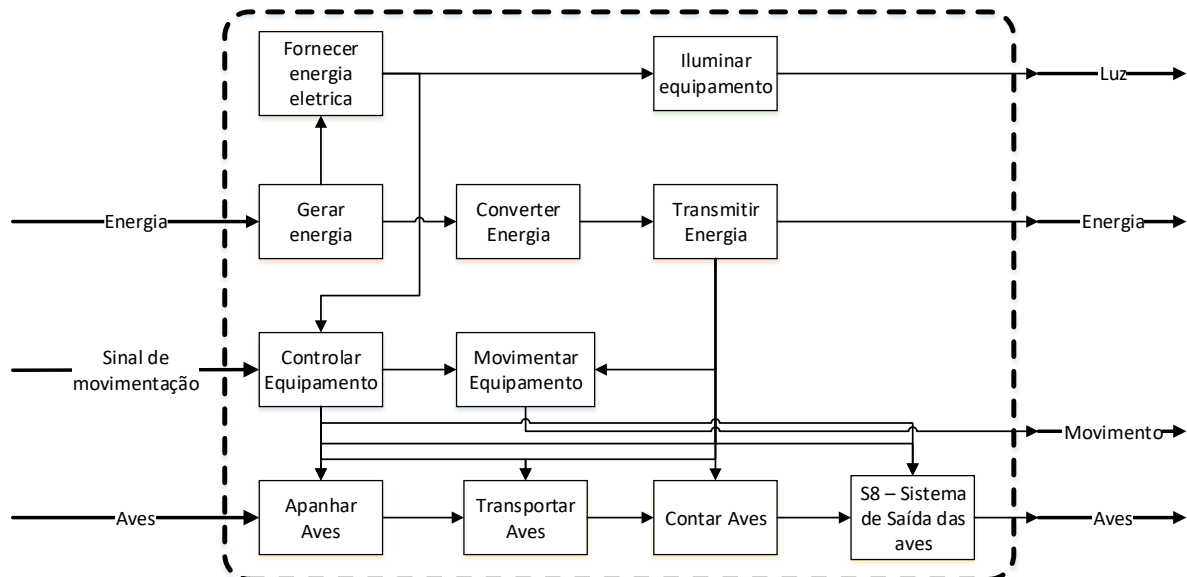 Fornecer
energia
eletrica
Iluminar
equipamento
Luz
Energia
Gerar
energia
Converter
Energia
Transmitir
Energia
Energia
Sinal de
movimentação
Controlar
Equipamento
Movimentar
Equipamento
Movimento
Aves
Apanhar
Aves
Transportar
Aves
Contar Aves
S8 – Sistema
de Saída das
aves
Aves